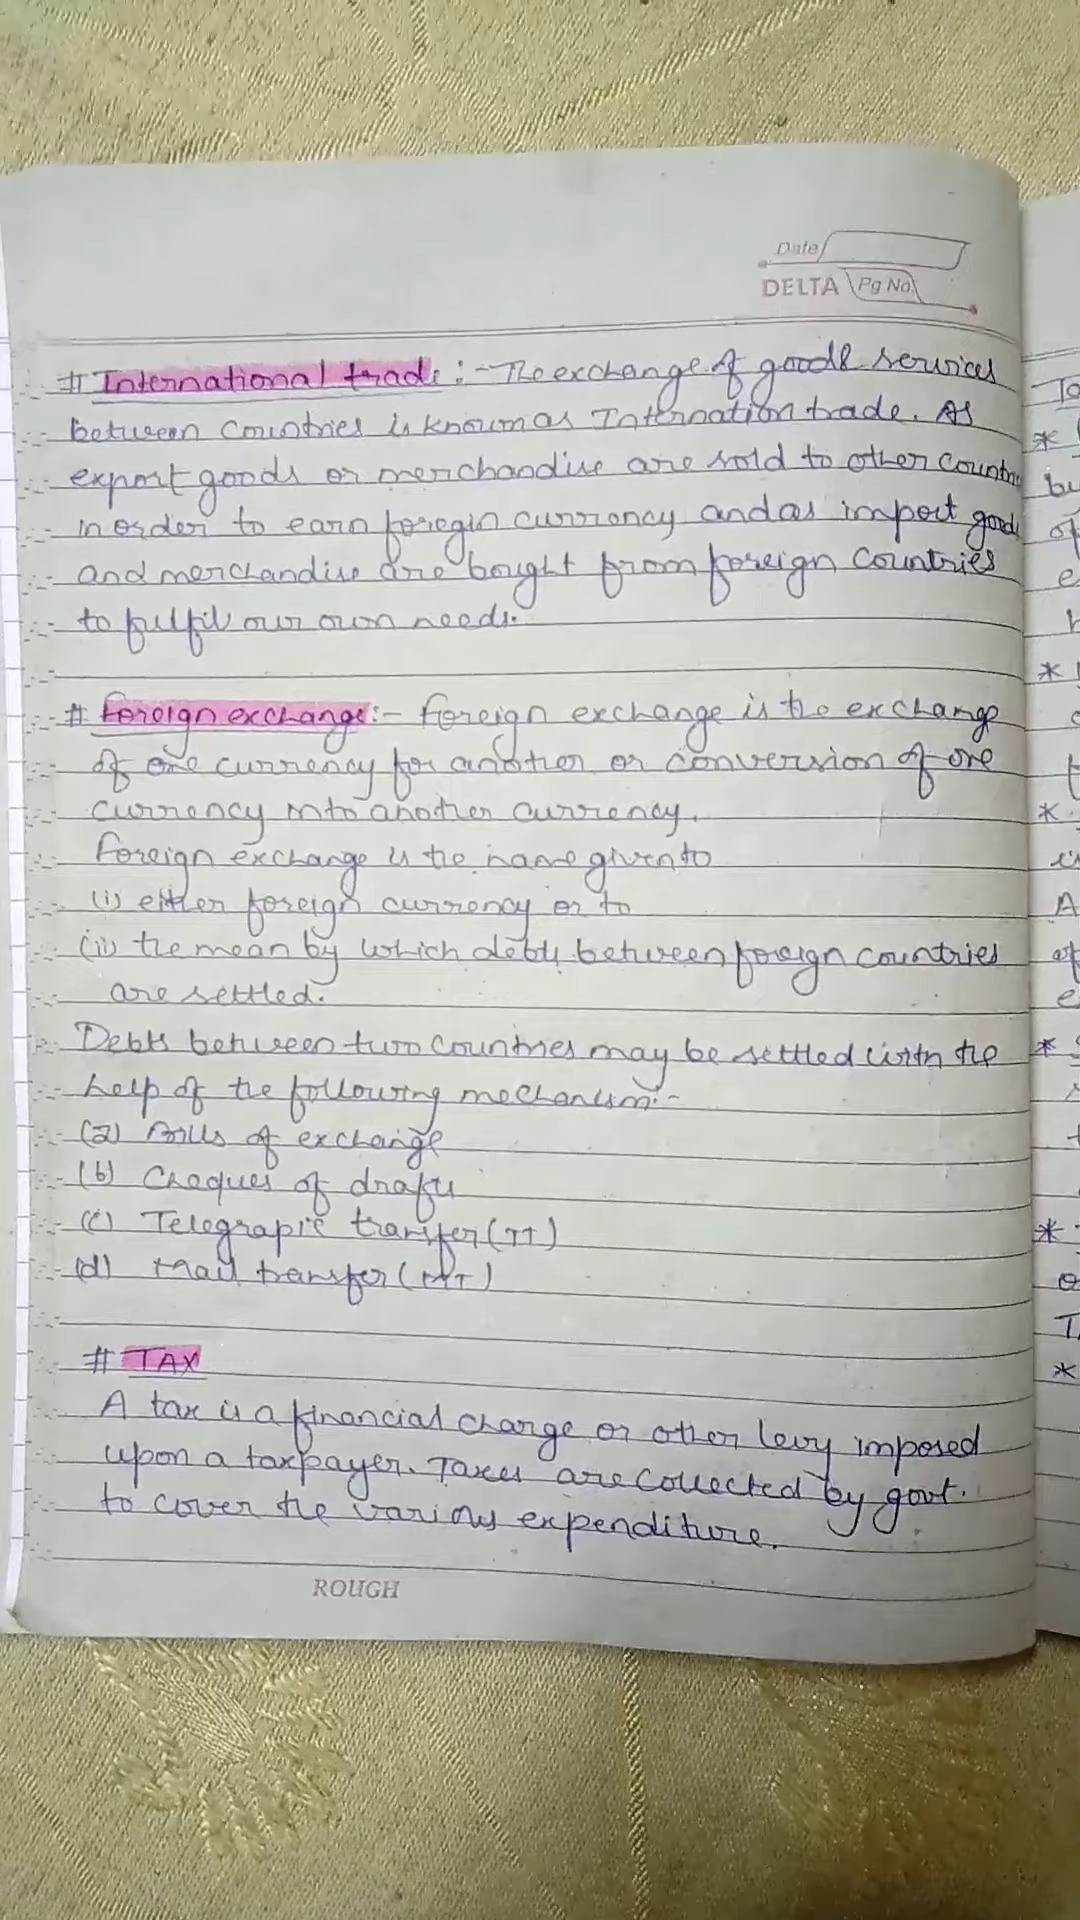 Date
DELTA Pg No.
# International trade :- The exchange of good & services
between Countries is known as Internation trade. As
export goods or merchandise are sold to other Countr
in order to earn foregin currency and as import good
and merchandise are bought from foreign Countries
to fulfil our own needs.
# Foreign exchange :- Foreign exchange is the exchange
of one currency for another or conversion of one
currency into another currency.
Foreign exchange is the name given to
(i) either foreign currency or to
(ii) the mean by which debts between foreign countries
are settled.
Debts between two Countries may be settled with the
help of the following mechanism :-
(a) Bills of exchange
(b) Cheques of drafts
(c) Telegrapic transfer (TT)
(d) Mail transfer (MT)
# TAX
A tax is a financial charge or other levy imposed
upon a taxpayer. Taxes are collected by govt.
to cover the various expenditure.
ROUGH